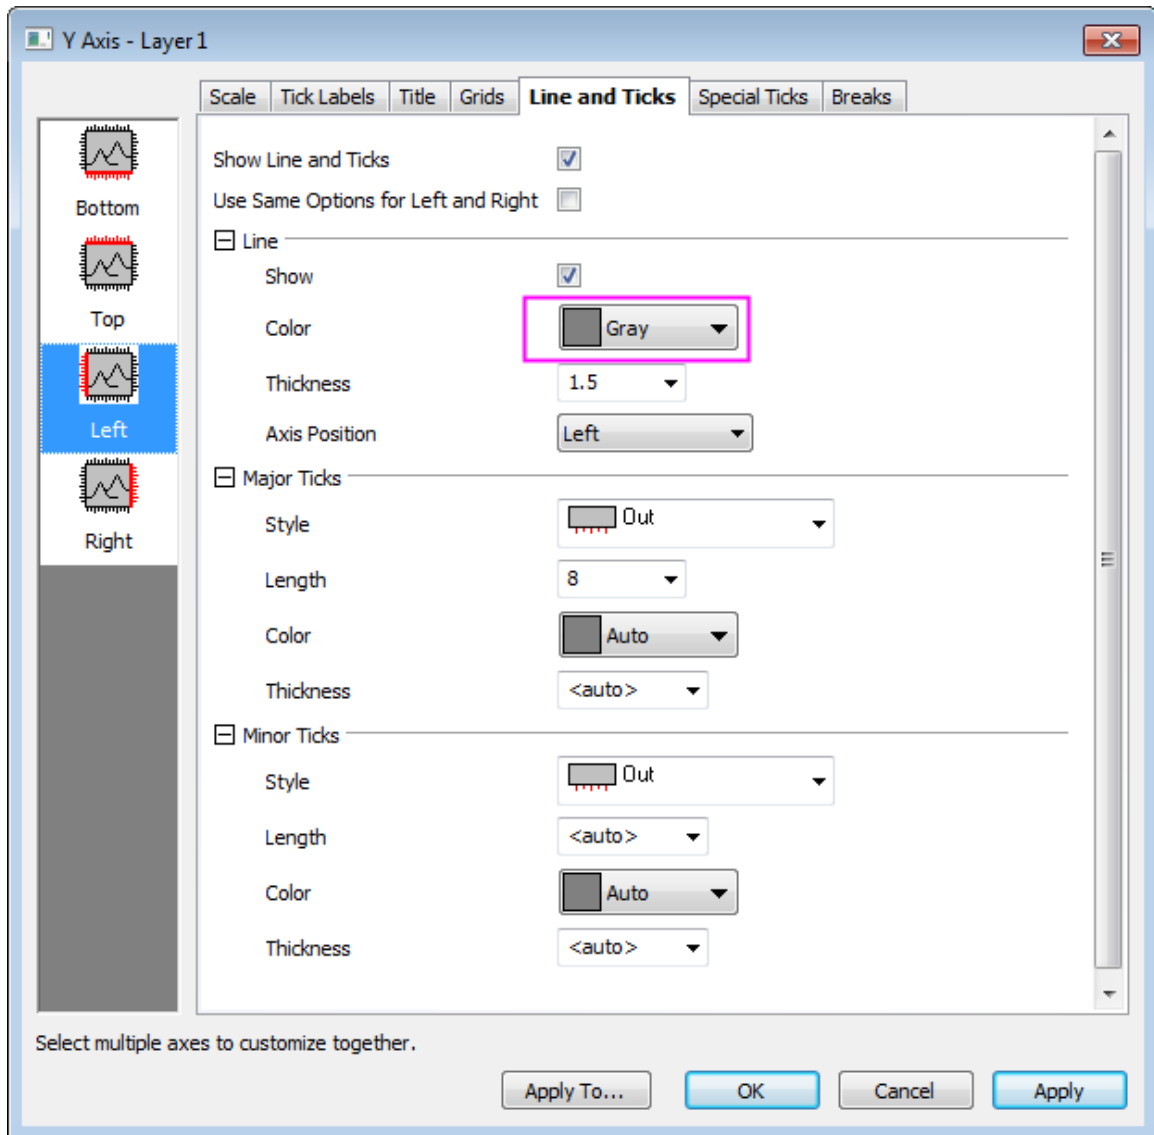 Y Axis - Layer 1
Scale Tick Labels Title Grids Line and Ticks Special Ticks Breaks
Bottom
Top
Left
Right
Show Line and Ticks
Use Same Options for Left and Right
Line
Show
Color Gray
Thickness 1.5
Axis Position Left
Major Ticks
Style Out
Length 8
Color Auto
Thickness <auto>
Minor Ticks
Style Out
Length <auto>
Color Auto
Thickness <auto>
Select multiple axes to customize together.
Apply To... OK Cancel Apply